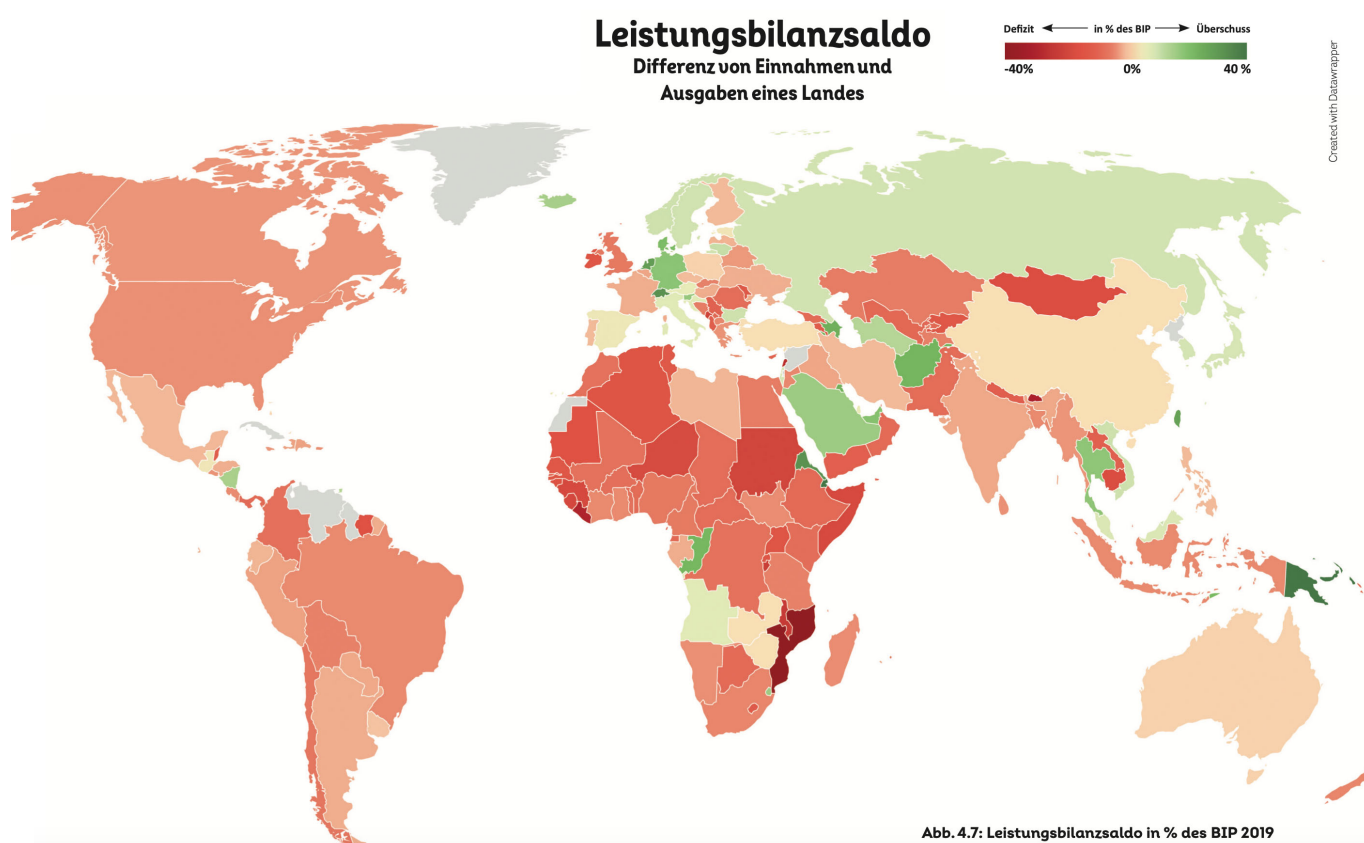 Leistungsbilanzsaldo
Differenz von Einnahmen und
Ausgaben eines Landes
Defizit in % des BIP Überschuss
-40% 0% 40 %
Created with Datawrapper
Abb. 4.7: Leistungsbilanzsaldo in % des BIP 2019